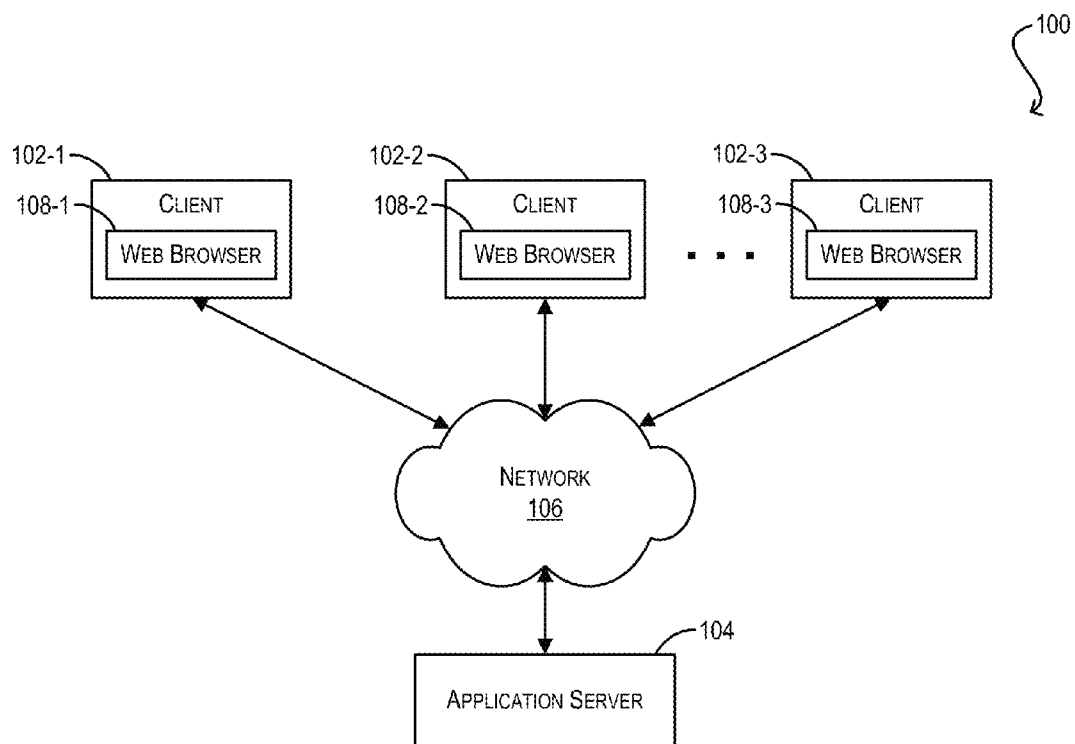 100
102-1
102-2
102-3
CLIENT
CLIENT
CLIENT
108-1
108-2
108-3
WEB BROWSER
WEB BROWSER
WEB BROWSER
NETWORK
106
104
APPLICATION SERVER